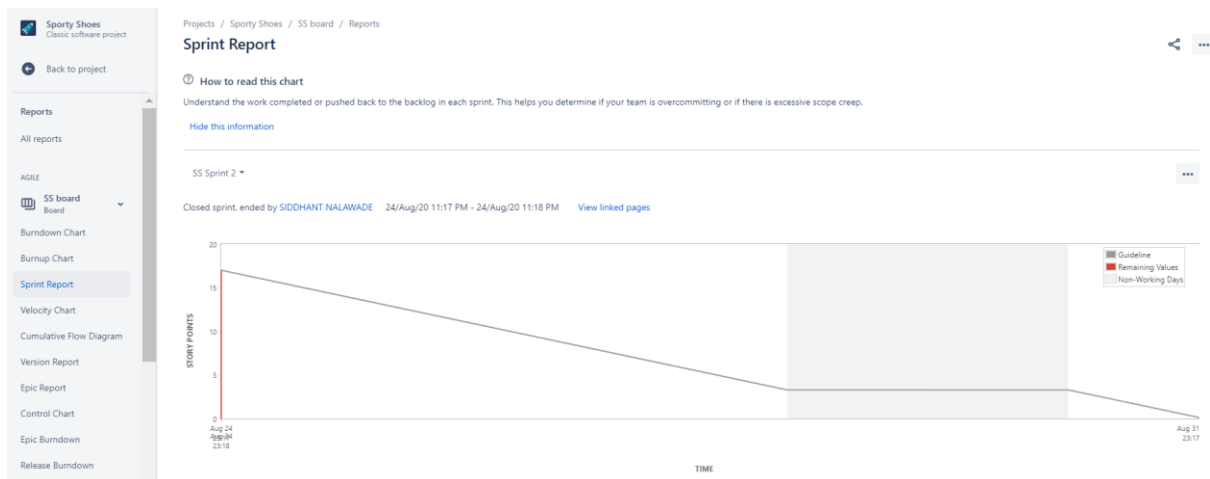 Sporty Shoes
Classic software project
Back to project
Reports
All reports
AGILE
SS board
Board
Burndown Chart
Burnup Chart
Sprint Report
Velocity Chart
Cumulative Flow Diagram
Version Report
Epic Report
Control Chart
Epic Burndown
Release Burndown
Projects / Sporty Shoes / SS board / Reports
Sprint Report
How to read this chart
Understand the work completed or pushed back to the backlog in each sprint. This helps you determine if your team is overcommitting or if there is excessive scope creep.
Hide this information
SS Sprint 2
Closed sprint, ended by SIDDHANT NALAWADE 24/Aug/20 11:17 PM - 24/Aug/20 11:18 PM View linked pages
STORY POINTS
20
15
10
5
0
Guideline
Remaining Values
Non-Working Days
Aug 24
23:18
Aug 31
23:17
TIME